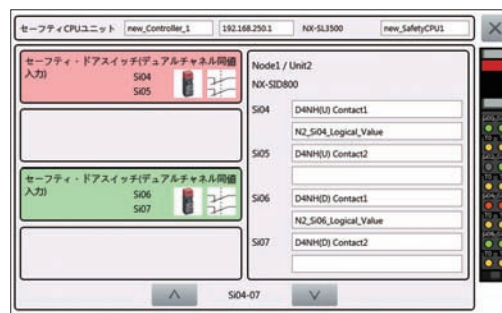 セーフティCPUユニット new_Controller_1 192.168.250.1 NX-SL3500 new_SafetyCPU1
セーフティ・ドアスイッチ(デュアルチャネル同値
入力)
Si04
Si05
セーフティ・ドアスイッチ(デュアルチャネル同値
入力)
Si06
Si07
Node1 / Unit2
NX-SID800
Si04 D4NH(U) Contact1
N2_Si04_Logical_Value
Si05 D4NH(U) Contact2
Si06 D4NH(D) Contact1
N2_Si06_Logical_Value
Si07 D4NH(D) Contact2
Si04-07